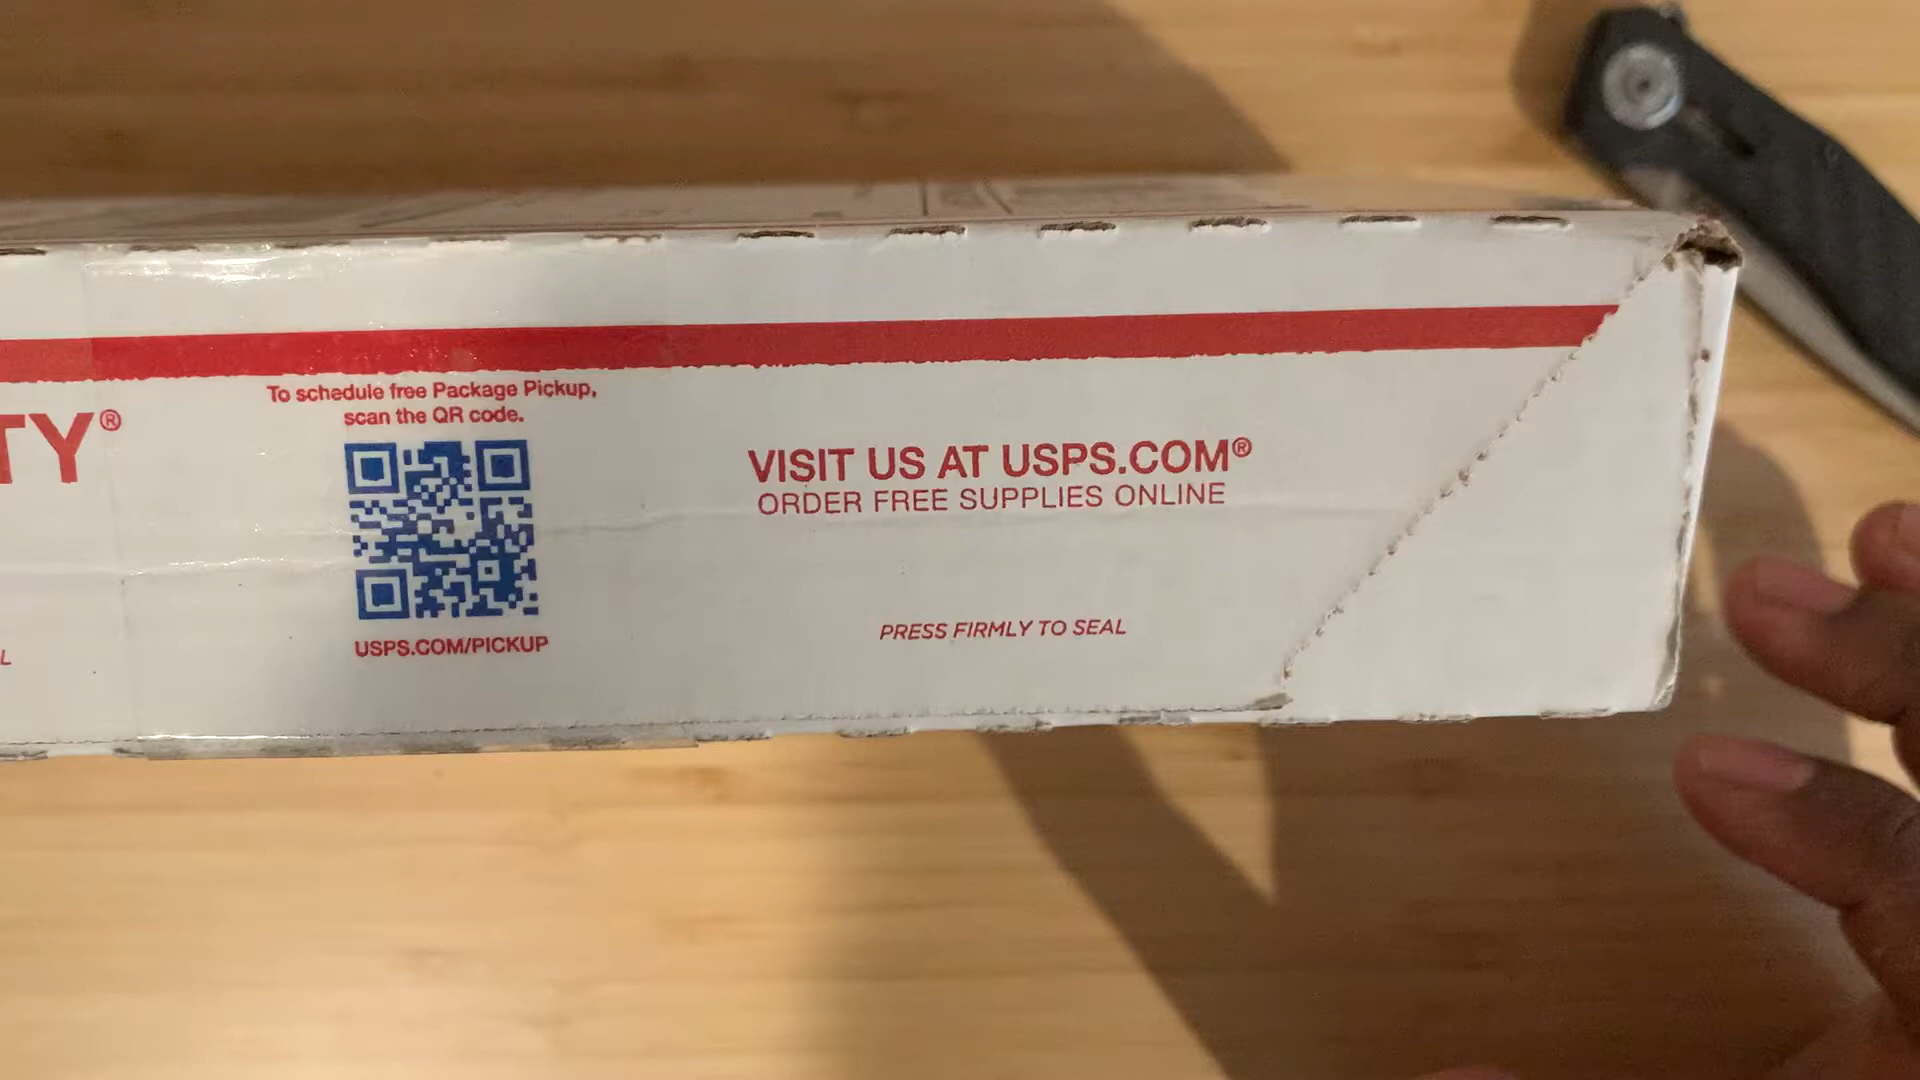 TY®
To schedule free Package Pickup,
scan the QR code.
USPS.COM/PICKUP
VISIT US AT USPS.COM®
ORDER FREE SUPPLIES ONLINE
PRESS FIRMLY TO SEAL
L